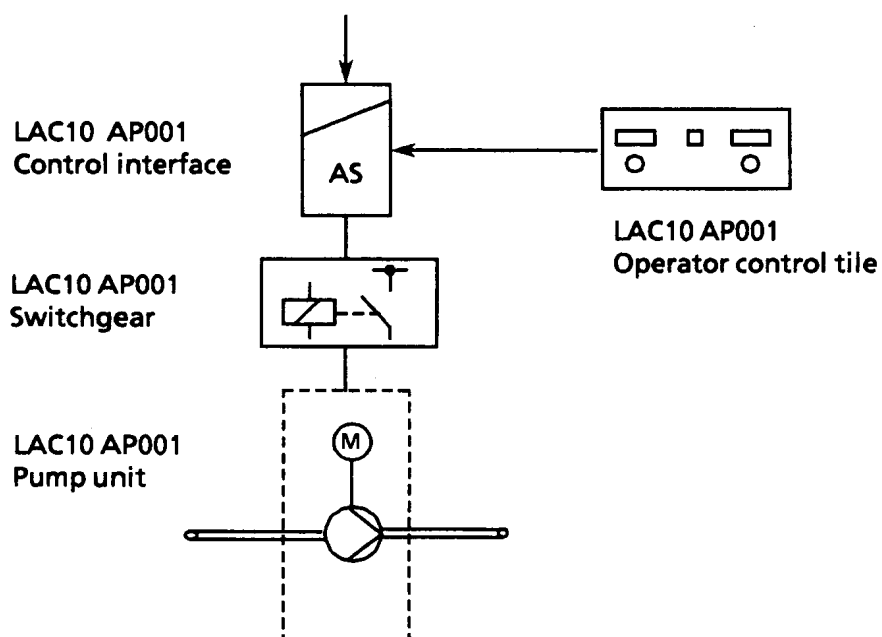 LAC10 AP001
Control interface
AS
LAC10 AP001
Operator control tile
LAC10 AP001
Switchgear
LAC10 AP001
Pump unit
M